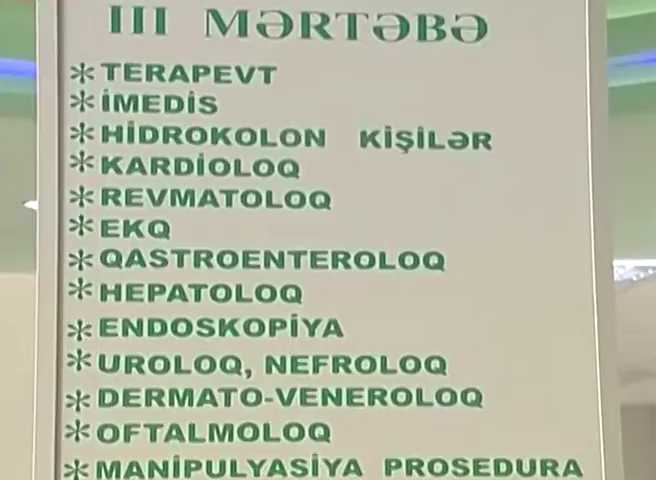 III MƏRTƏBƏ
*TERAPEVT
*İMEDİS
*HİDROKOLON KİŞİLƏR
*KARDİOLOQ
*REVMATOLOQ
*EKQ
*QASTROENTEROLOQ
*HEPATOLOQ
*ENDOSKOPİYA
*UROLOQ, NEFROLOQ
*DERMATO-VENEROLOQ
*OFTALMOLOQ
*MANİPULYASİYA PROSEDURA